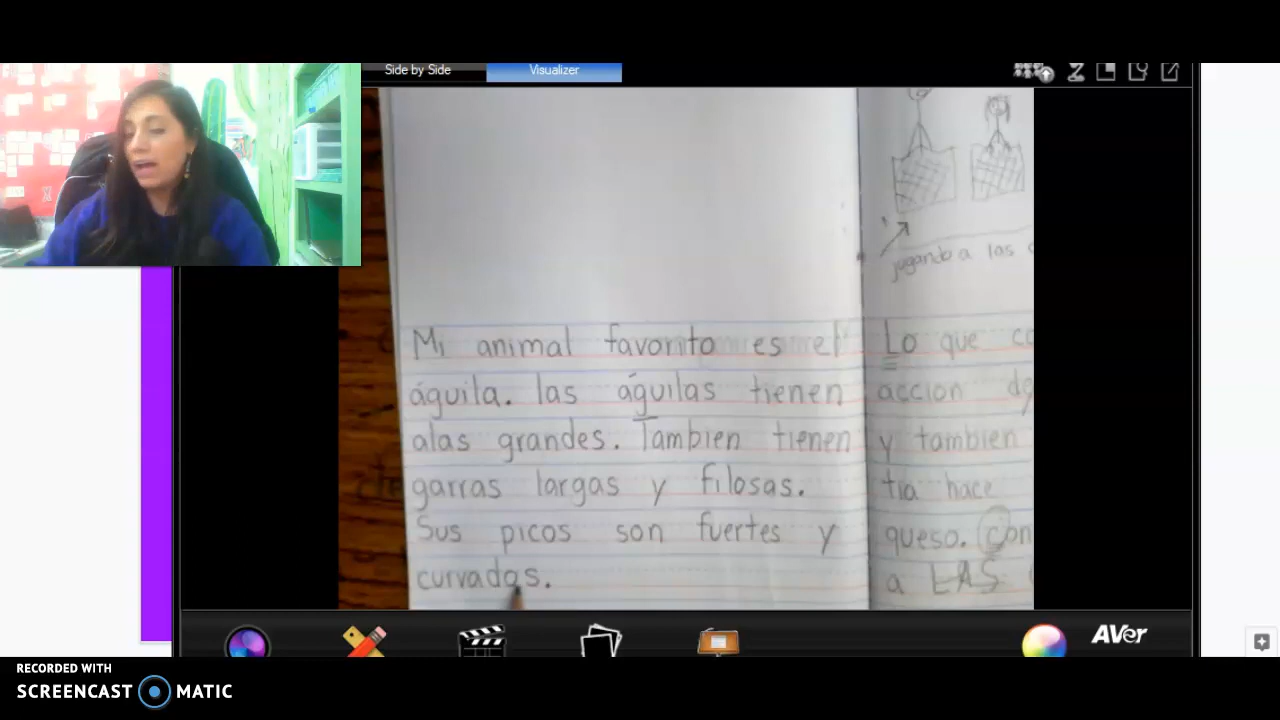 Side by Side
Visualizer
jugando a las
Mi animal favorito es el
águila. las águilas tienen
alas grandes. Tambien tienen
garras largas y filosas.
Sus picos son fuertes y
curvados.
Lo que
accion
y tambien
tia hace
queso. con
a LAS
AVer
RECORDED WITH
SCREENCAST MATIC